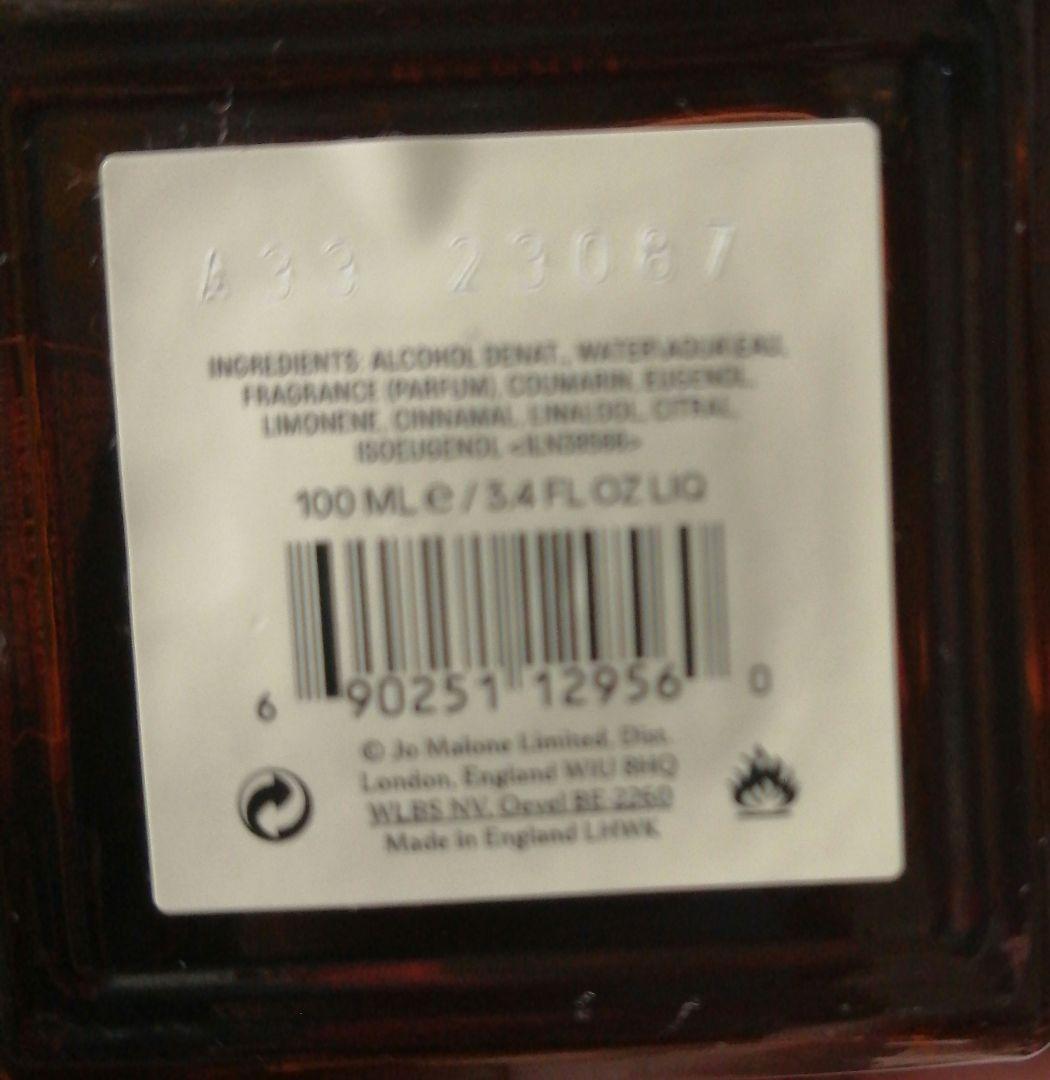 A33 23087
INGREDIENTS: ALCOHOL DENAT., WATER\AQUA\EAU,
FRAGRANCE (PARFUM), COUMARIN, EUGENOL,
LIMONENE, CINNAMAL, LINALOOL, CITRAL,
ISOEUGENOL
100 ML e / 3.4 FL OZ LIQ
6 90251 12956 0
© Jo Malone Limited, Dist.
London, England W1U 8HQ
WLBS NV, Oevel BE-2260
Made in England LHWK